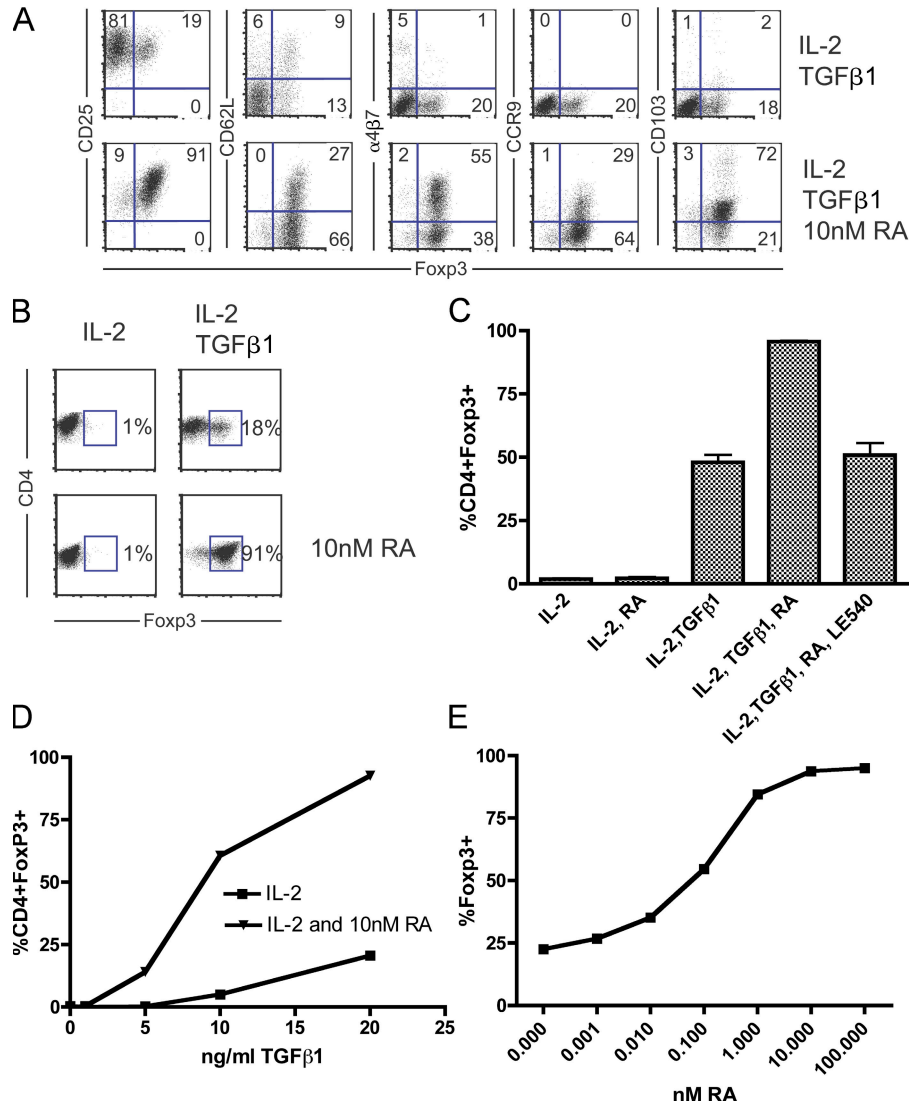 A
81 19
0
CD25
6 9
13
CD62L
5 1
20
α4β7
0 0
20
CCR9
1 2
18
CD103
IL-2
TGFβ1
9 91
0
0 27
66
2 55
38
1 29
64
3 72
21
IL-2
TGFβ1
10nM RA
Foxp3
B
IL-2
IL-2
TGFβ1
CD4
1%
18%
1%
91%
10nM RA
Foxp3
C
%CD4+Foxp3+
100
75
50
25
0
IL-2
IL-2, RA
IL-2,TGFβ1
IL-2, TGFβ1, RA
IL-2,TGFβ1, RA, LE540
D
%CD4+FoxP3+
100
75
50
25
0
IL-2
IL-2 and 10nM RA
0 5 10 15 20 25
ng/ml TGFβ1
E
%Foxp3+
100
75
50
25
0
0.000 0.001 0.010 0.100 1.000 10.000 100.000
nM RA